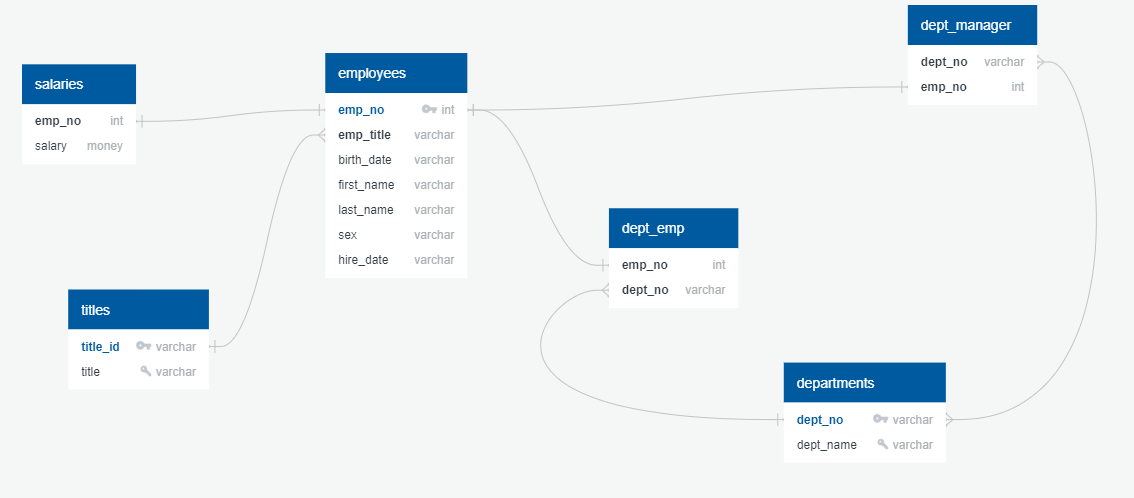 salaries
emp_no int
salary money
employees
emp_no int
emp_title varchar
birth_date varchar
first_name varchar
last_name varchar
sex varchar
hire_date varchar
titles
title_id varchar
title varchar
dept_emp
emp_no int
dept_no varchar
dept_manager
dept_no varchar
emp_no int
departments
dept_no varchar
dept_name varchar